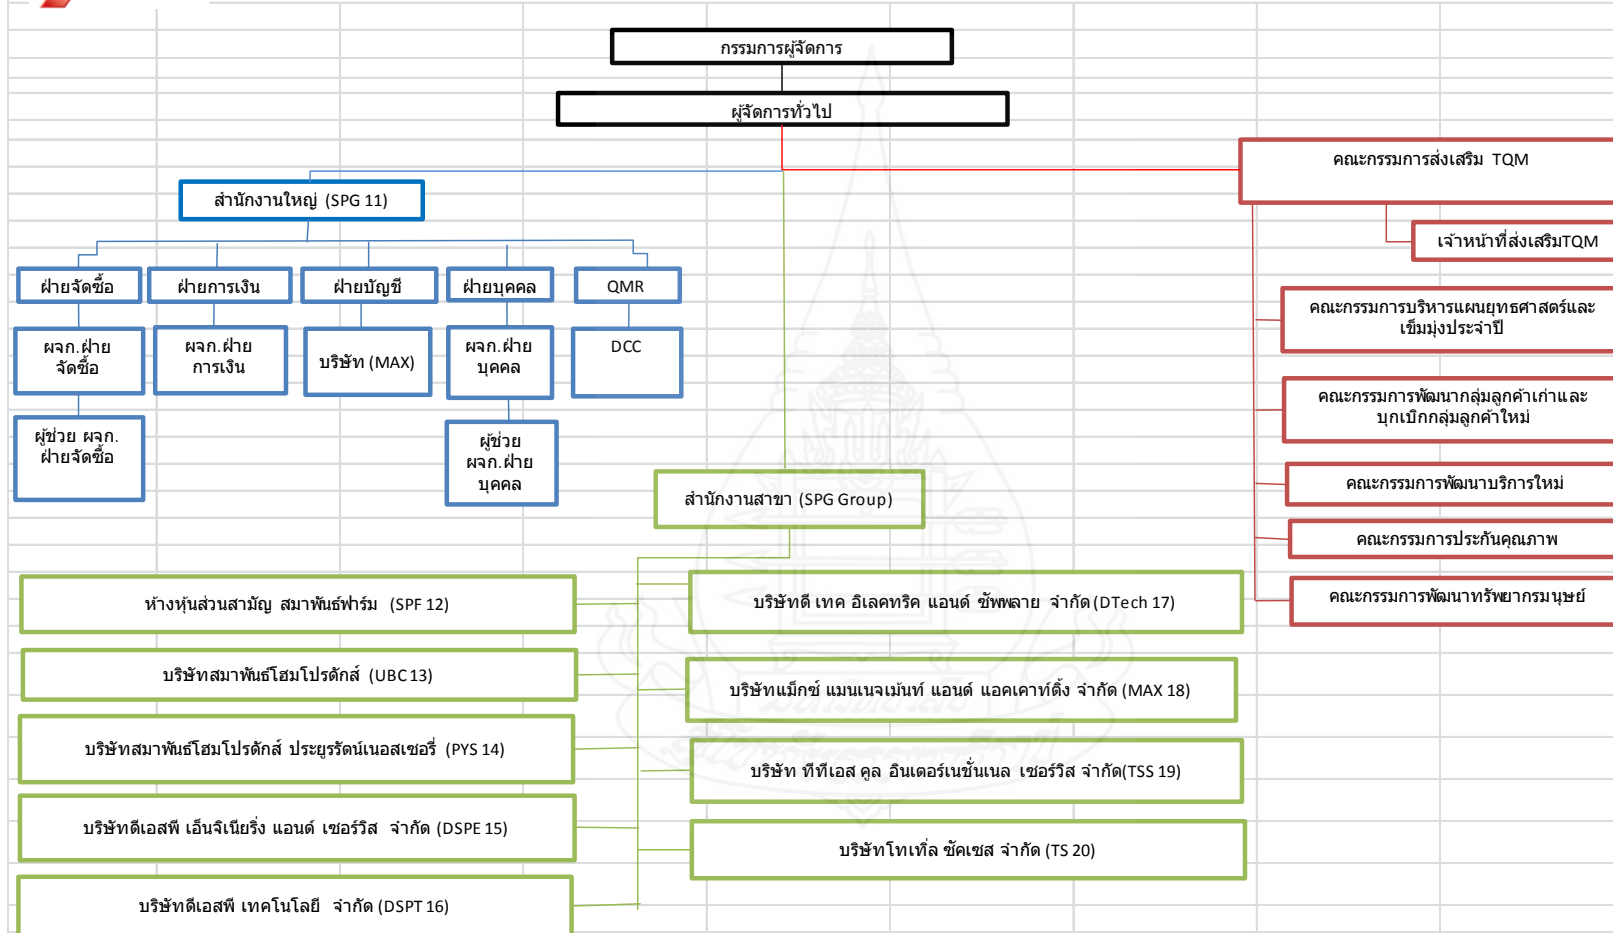 กรรมการผู้จัดการ
ผู้จัดการทั่วไป
คณะกรรมการส่งเสริม TQM
สำนักงานใหญ่ (SPG 11)
เจ้าหน้าที่ส่งเสริมTQM
ฝ่ายจัดซื้อ
ฝ่ายการเงิน
ฝ่ายบัญชี
ฝ่ายบุคคล
QMR
คณะกรรมการบริหารแผนยุทธศาสตร์และ
เข็มมุ่งประจำปี
ผจก.ฝ่าย
จัดซื้อ
ผจก.ฝ่าย
การเงิน
บริษัท (MAX)
ผจก.ฝ่าย
บุคคล
DCC
คณะกรรมการพัฒนากลุ่มลูกค้าเก่าและ
บุกเบิกกลุ่มลูกค้าใหม่
ผู้ช่วย ผจก.
ฝ่ายจัดซื้อ
ผู้ช่วย
ผจก.ฝ่าย
บุคคล
สำนักงานสาขา (SPG Group)
คณะกรรมการพัฒนาบริการใหม่
คณะกรรมการประกันคุณภาพ
คณะกรรมการพัฒนาทรัพยากรมนุษย์
ห้างหุ้นส่วนสามัญ สมาพันธ์ฟาร์ม (SPF 12)
บริษัทดี เทค อิเลคทริค แอนด์ ซัพพลาย จำกัด (DTech 17)
บริษัทสมาพันธ์โฮมโปรดักส์ (UBC 13)
บริษัทแม็กซ์ แมนเนจเม้นท์ แอนด์ แอคเคาท์ติ้ง จำกัด (MAX 18)
บริษัทสมาพันธ์โฮมโปรดักส์ ประยูรรัตน์เนอสเซอรี่ (PYS 14)
บริษัท ทีทีเอส คูล อินเตอร์เนชั่นเนล เซอร์วิส จำกัด(TSS 19)
บริษัทดีเอสพี เอ็นจิเนียริ่ง แอนด์ เซอร์วิส จำกัด (DSPE 15)
บริษัทโทเทิ่ล ซัคเซส จำกัด (TS 20)
บริษัทดีเอสพี เทคโนโลยี จำกัด (DSPT 16)